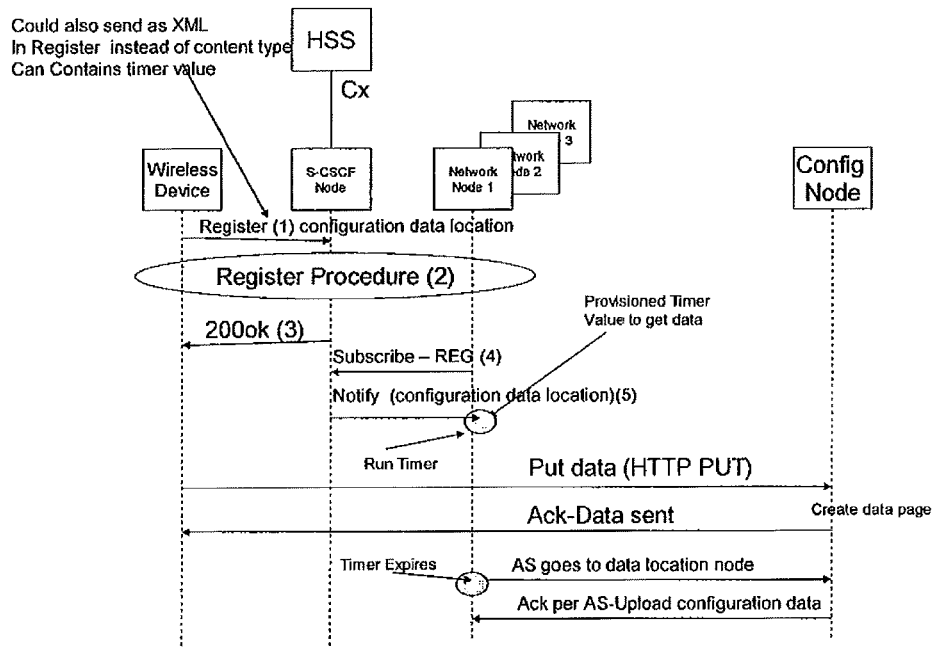 Could also send as XML
In Register instead of content type
Can Contains timer value
HSS
Cx
Network
3
twork
de 2
Wireless
Device
S-CSCF
Node
Network
Node 1
Config
Node
Register (1) configuration data location
Register Procedure (2)
Provisioned Timer
Value to get data
200ok (3)
Subscribe – REG (4)
Notify (configuration data location)(5)
Run Timer
Put data (HTTP PUT)
Create data page
Ack-Data sent
Timer Expires
AS goes to data location node
Ack per AS-Upload configuration data